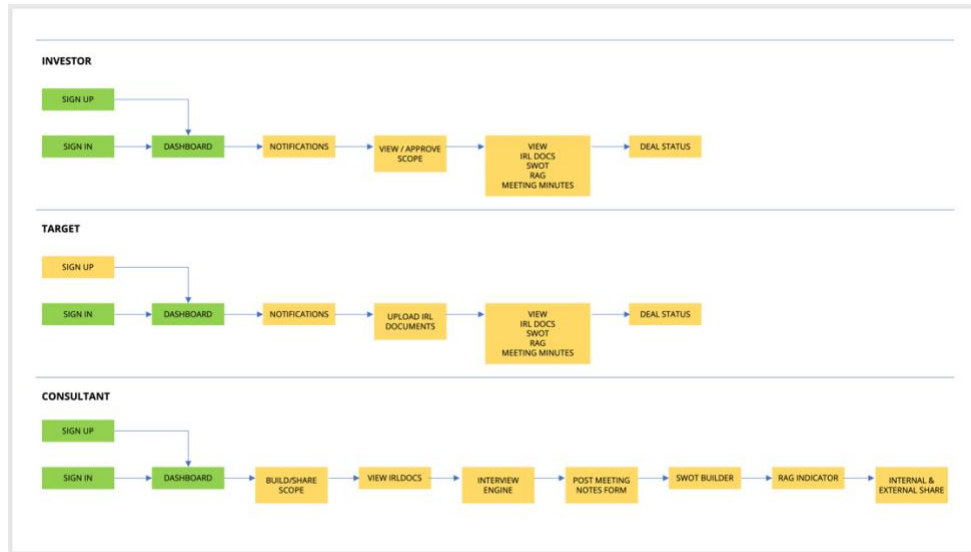 INVESTOR
SIGN UP
SIGN IN
DASHBOARD
NOTIFICATIONS
VIEW / APPROVE
SCOPE
VIEW
IRL DOCS
SWOT
RAG
MEETING MINUTES
DEAL STATUS
TARGET
SIGN UP
SIGN IN
DASHBOARD
NOTIFICATIONS
UPLOAD IRL
DOCUMENTS
VIEW
IRL DOCS
SWOT
RAG
MEETING MINUTES
DEAL STATUS
CONSULTANT
SIGN UP
SIGN IN
DASHBOARD
BUILD/SHARE
SCOPE
VIEW IRLDOCS
INTERVIEW
ENGINE
POST MEETING
NOTES FORM
SWOT BUILDER
RAG INDICATOR
INTERNAL &
EXTERNAL SHARE